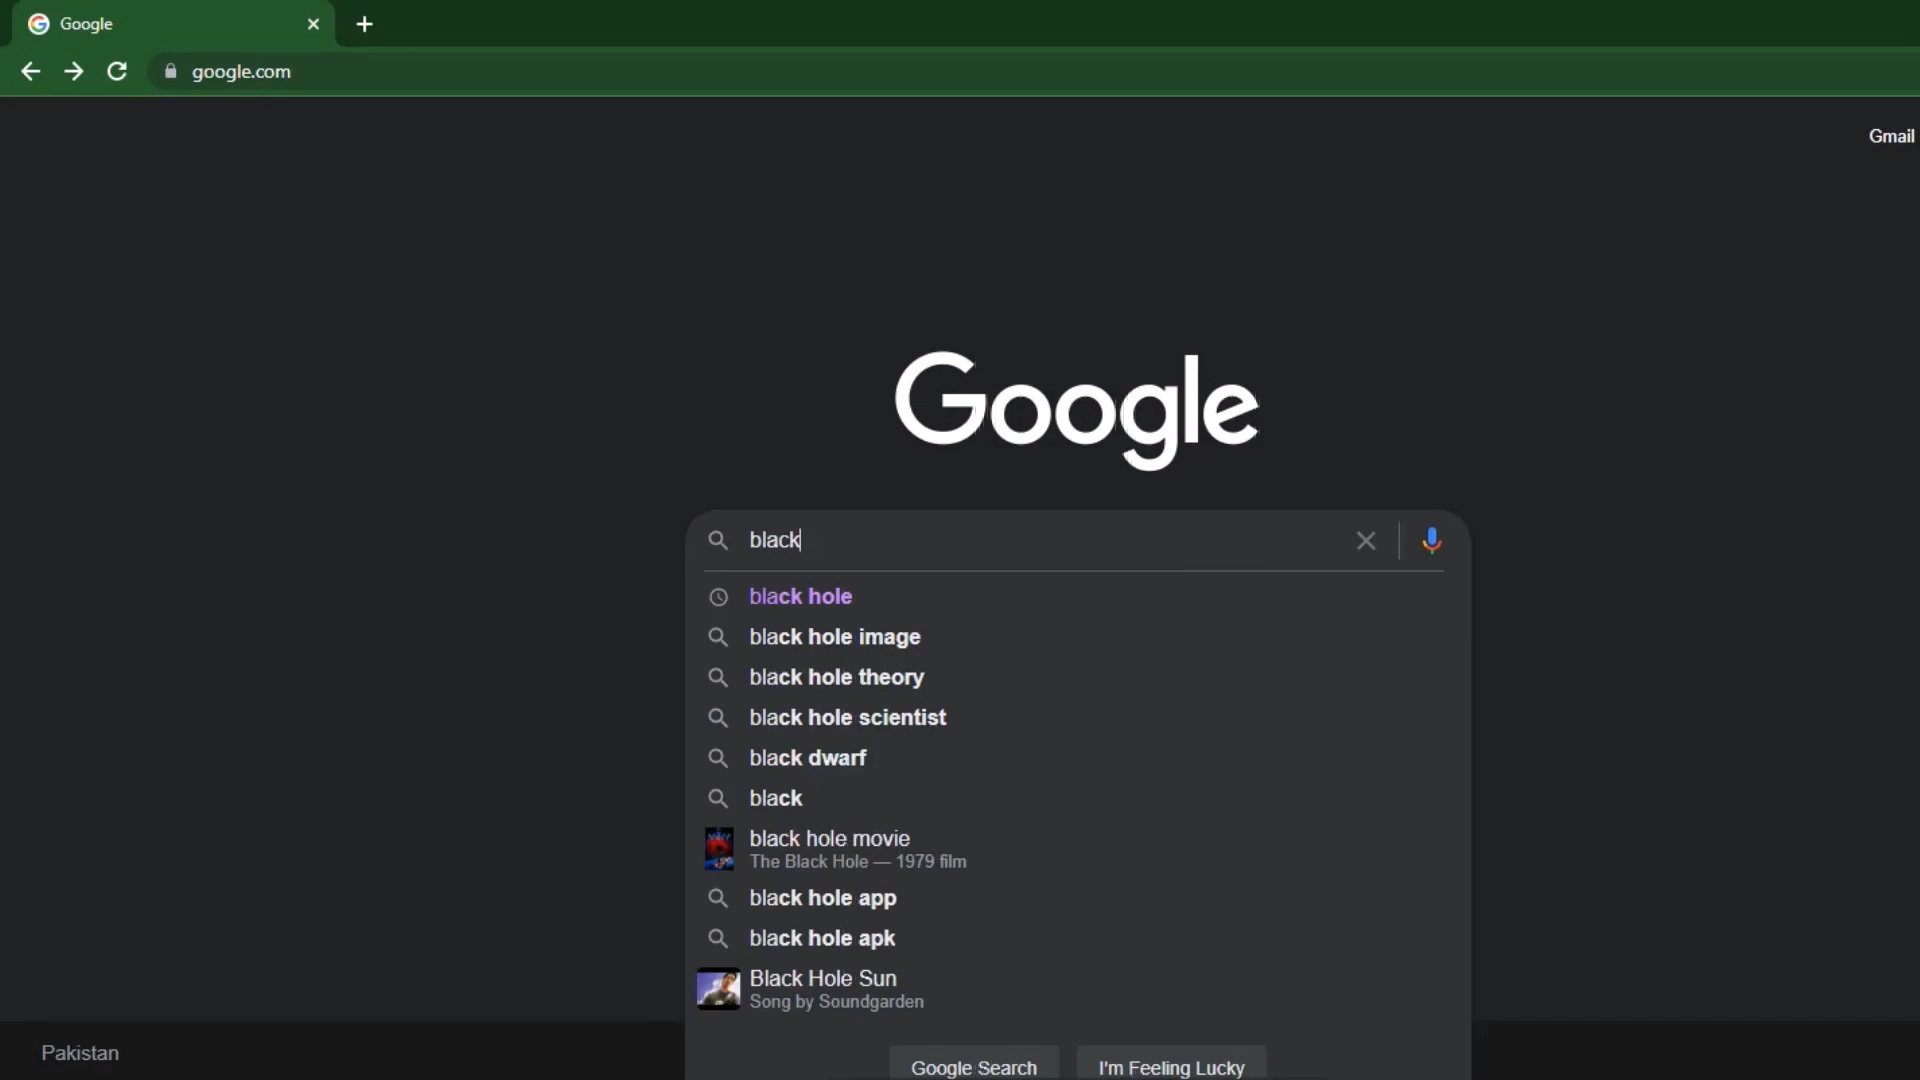 Google
google.com
Gmail
Google
black
black hole
black hole image
black hole theory
black hole scientist
black dwarf
black
black hole movie
The Black Hole — 1979 film
black hole app
black hole apk
Black Hole Sun
Song by Soundgarden
Pakistan
Google Search
I'm Feeling Lucky